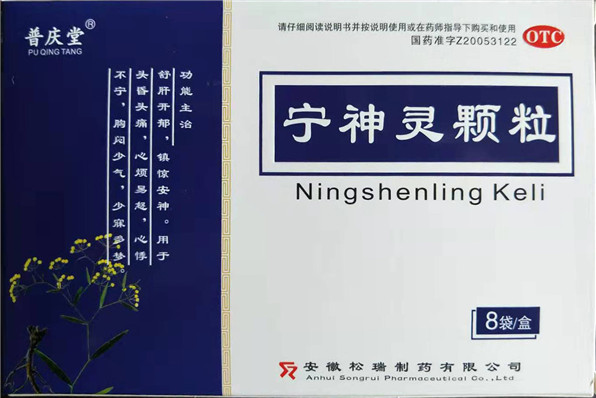 普庆堂®
PU QING TANG
请仔细阅读说明书并按说明使用或在药师指导下购买和使用
国药准字Z20053122
OTC
宁神灵颗粒
Ningshenling Keli
功能主治
舒肝开郁，镇惊安神。用于
头昏头痛，心烦易怒，心悸
不宁，胸闷少气，少寐多梦。
8袋/盒
安徽松瑞制药有限公司
Anhui Songrui Pharmaceutical Co.,Ltd